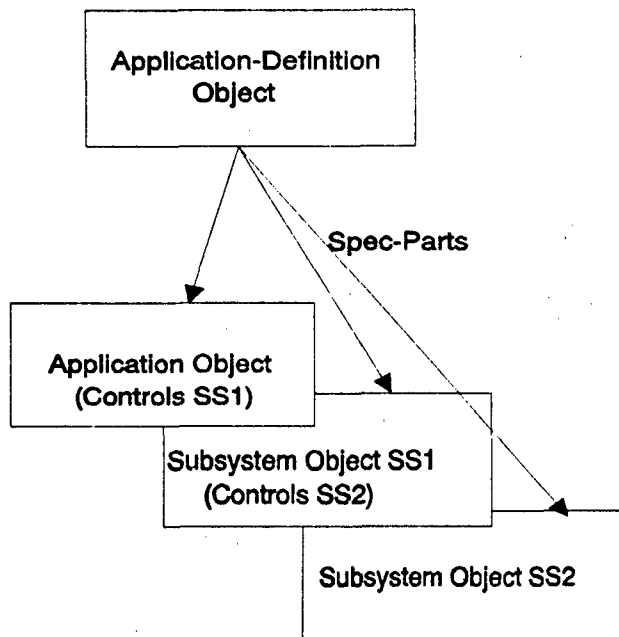 Application-Definition
Object
Spec-Parts
Application Object
(Controls SS1)
Subsystem Object SS1
(Controls SS2)
Subsystem Object SS2